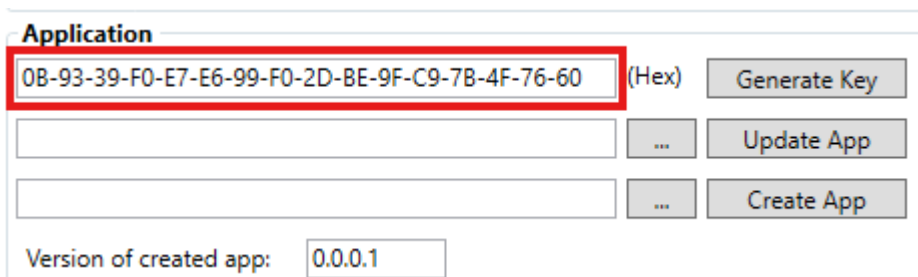 Application
0B-93-39-F0-E7-E6-99-F0-2D-BE-9F-C9-7B-4F-76-60 (Hex) Generate Key
... Update App
... Create App
Version of created app: 0.0.0.1